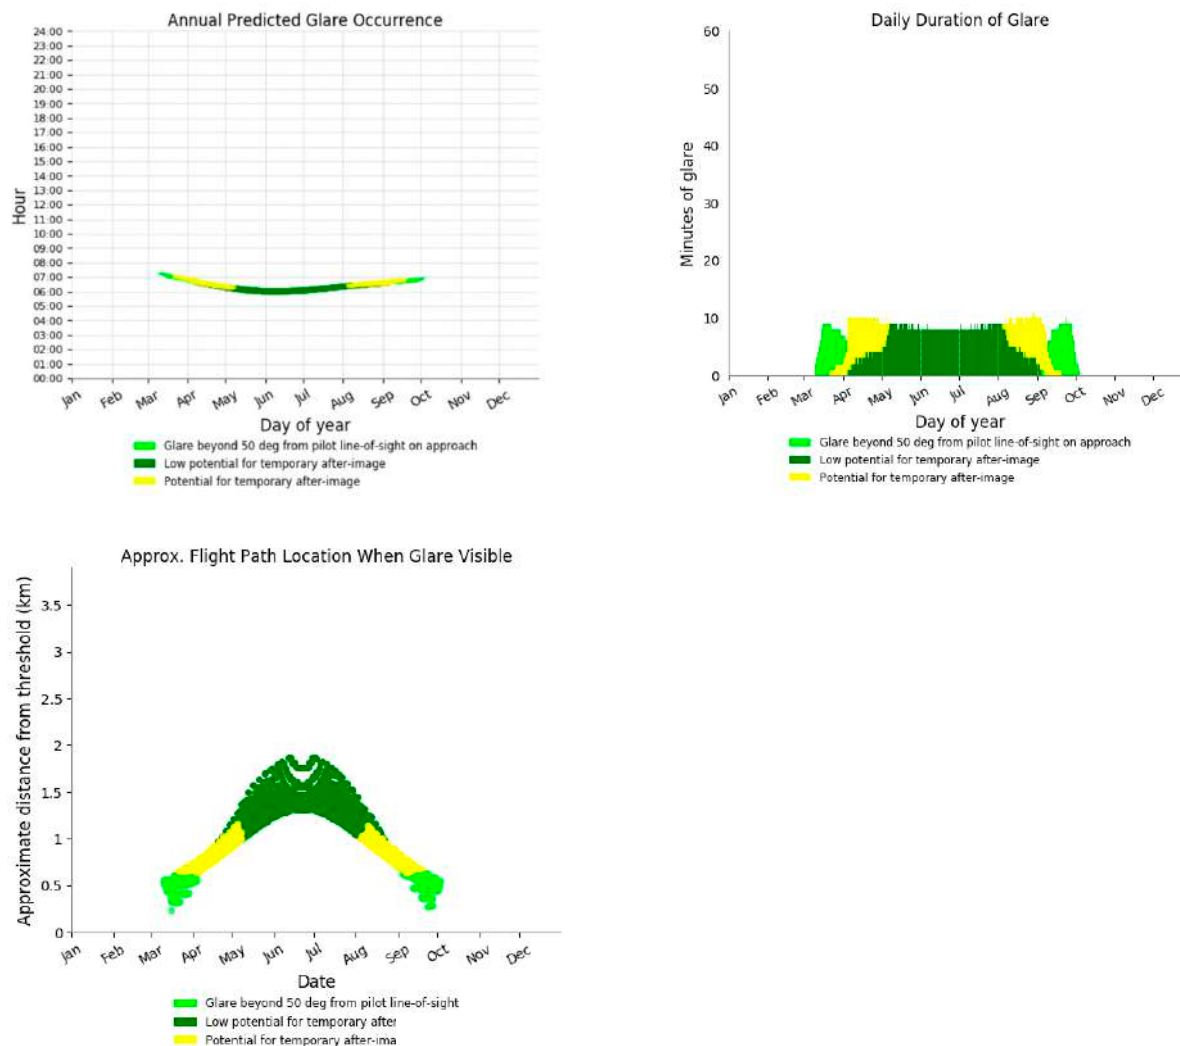 Annual Predicted Glare Occurrence
24:00
23:00
22:00
21:00
20:00
19:00
18:00
17:00
16:00
15:00
14:00
13:00
12:00
11:00
10:00
09:00
08:00
07:00
06:00
05:00
04:00
03:00
02:00
01:00
00:00
Hour
Jan Feb Mar Apr May Jun Jul Aug Sep Oct Nov Dec
Day of year
Glare beyond 50 deg from pilot line-of-sight on approach
Low potential for temporary after-image
Potential for temporary after-image
Daily Duration of Glare
60
50
40
30
20
10
0
Minutes of glare
Jan Feb Mar Apr May Jun Jul Aug Sep Oct Nov Dec
Day of year
Glare beyond 50 deg from pilot line-of-sight on approach
Low potential for temporary after-image
Potential for temporary after-image
Approx. Flight Path Location When Glare Visible
3.5
3
2.5
2
1.5
1
0.5
0
Approximate distance from threshold (km)
Jan Feb Mar Apr May Jun Jul Aug Sep Oct Nov Dec
Date
Glare beyond 50 deg from pilot line-of-sight
Low potential for temporary after
Potential for temporary after-ima